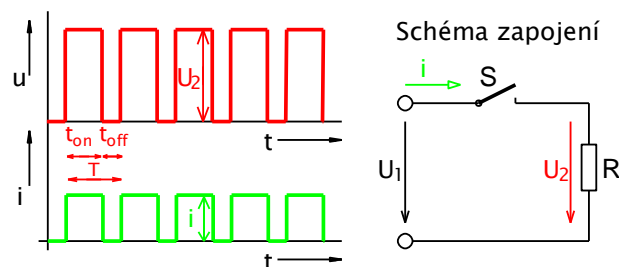 Schéma zapojení
u
U₂
t
tₒₙ tₒff
T
i
i
t
i
S
U₁
U₂
R